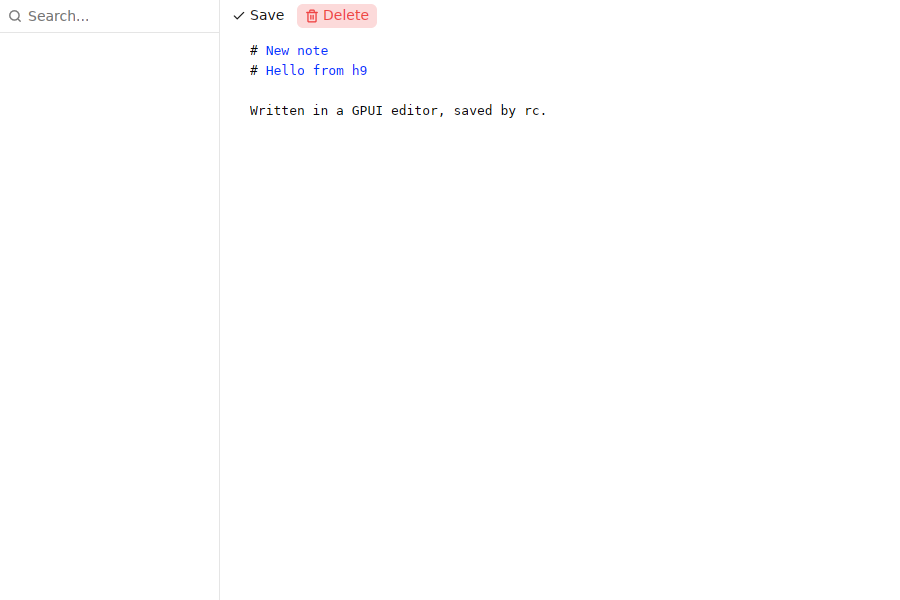 Search...
Save Delete
# New note
# Hello from h9
Written in a GPUI editor, saved by rc.